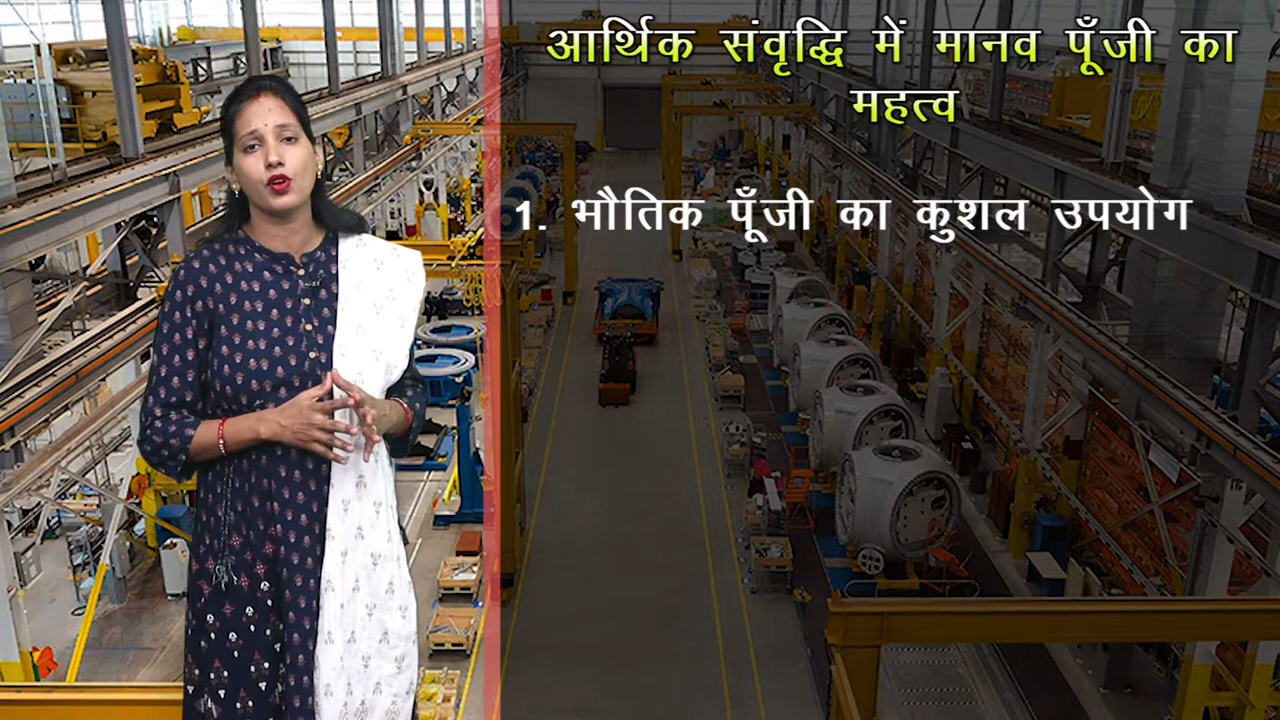 आर्थिक संवृद्धि में मानव पूँजी का
महत्व
1. भौतिक पूँजी का कुशल उपयोग